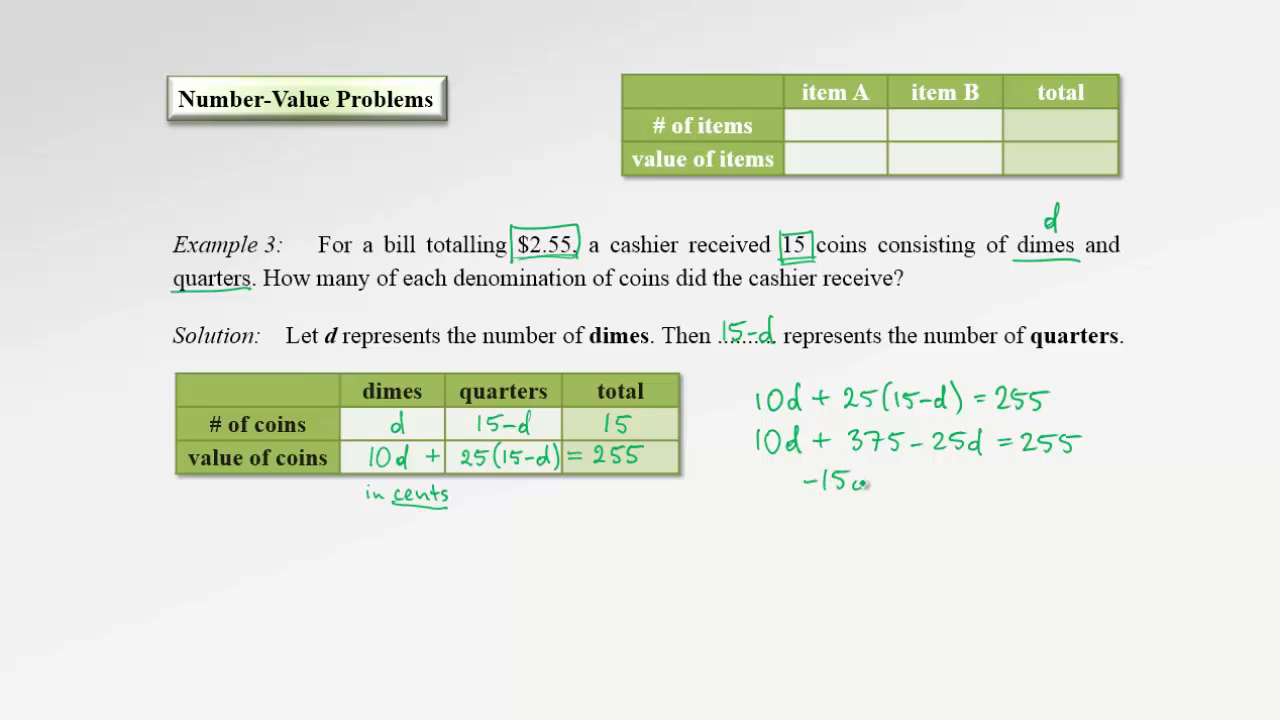 Number-Value Problems
item A item B total
# of items
value of items
d
Example 3: For a bill totalling $2.55, a cashier received 15 coins consisting of dimes and
quarters. How many of each denomination of coins did the cashier receive?
Solution: Let d represents the number of dimes. Then 15-d represents the number of quarters.
dimes quarters total
# of coins d 15-d 15
value of coins 10d + 25(15-d) = 255
in cents
10d + 25(15-d) = 255
10d + 375 - 25d = 255
-15